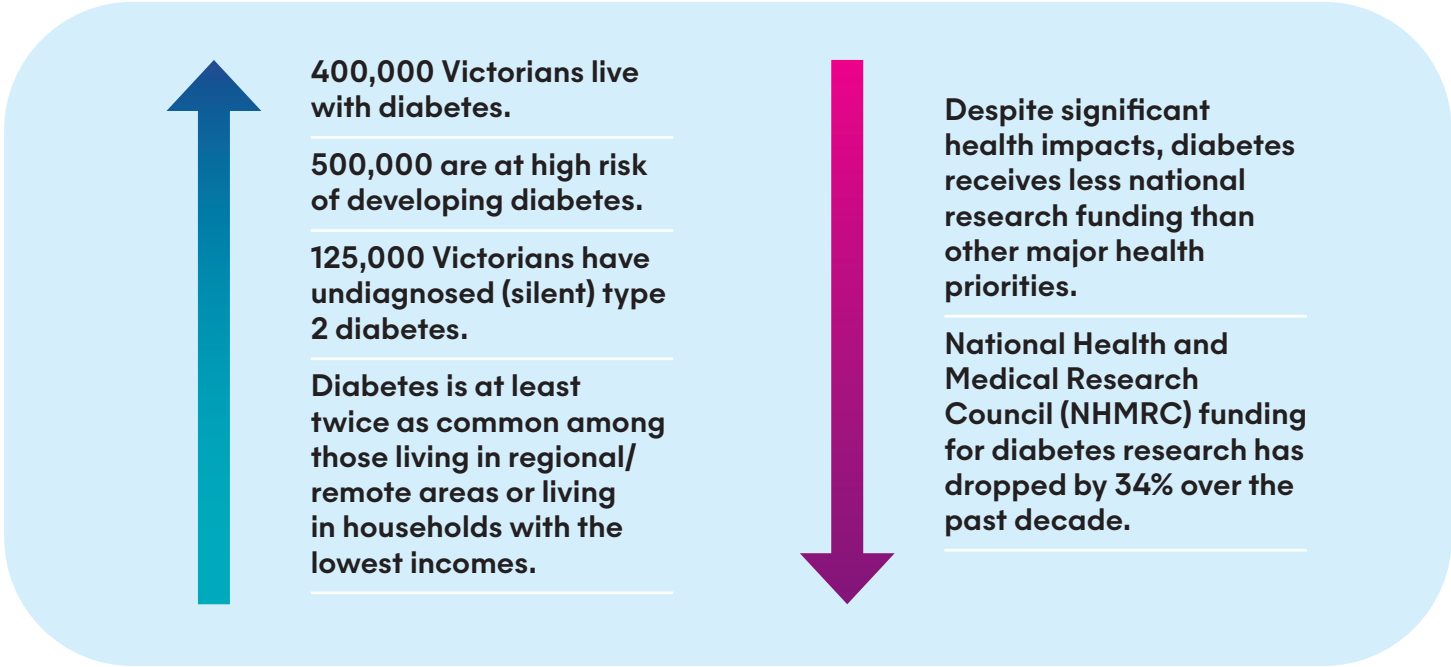 400,000 Victorians live
with diabetes.
500,000 are at high risk
of developing diabetes.
125,000 Victorians have
undiagnosed (silent) type
2 diabetes.
Diabetes is at least
twice as common among
those living in regional/
remote areas or living
in households with the
lowest incomes.
Despite significant
health impacts, diabetes
receives less national
research funding than
other major health
priorities.
National Health and
Medical Research
Council (NHMRC) funding
for diabetes research has
dropped by 34% over the
past decade.